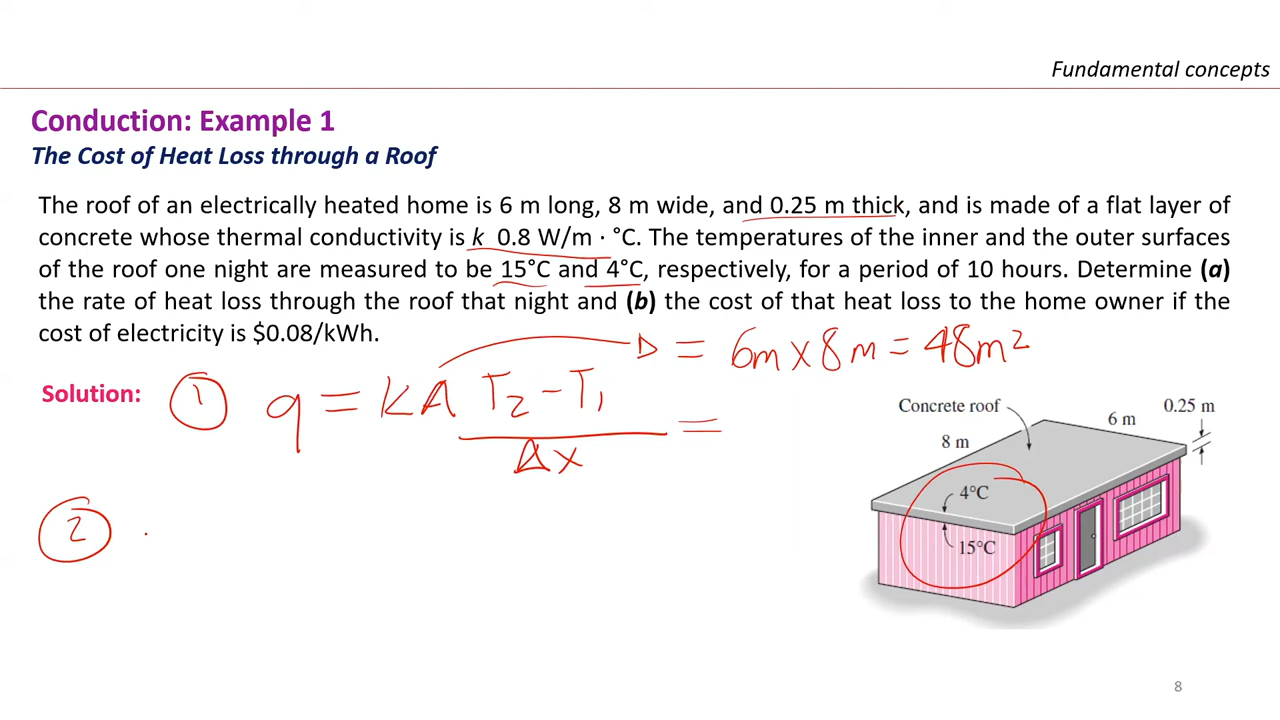 Fundamental concepts
Conduction: Example 1
The Cost of Heat Loss through a Roof
The roof of an electrically heated home is 6 m long, 8 m wide, and 0.25 m thick, and is made of a flat layer of
concrete whose thermal conductivity is k 0.8 W/m · °C. The temperatures of the inner and the outer surfaces
of the roof one night are measured to be 15°C and 4°C, respectively, for a period of 10 hours. Determine (a)
the rate of heat loss through the roof that night and (b) the cost of that heat loss to the home owner if the
cost of electricity is $0.08/kWh.
= 6m x 8m = 48m²
Solution:
① q = KA (T₂ - T₁)/Δx =
②
Concrete roof
6 m
0.25 m
8 m
4°C
15°C
8